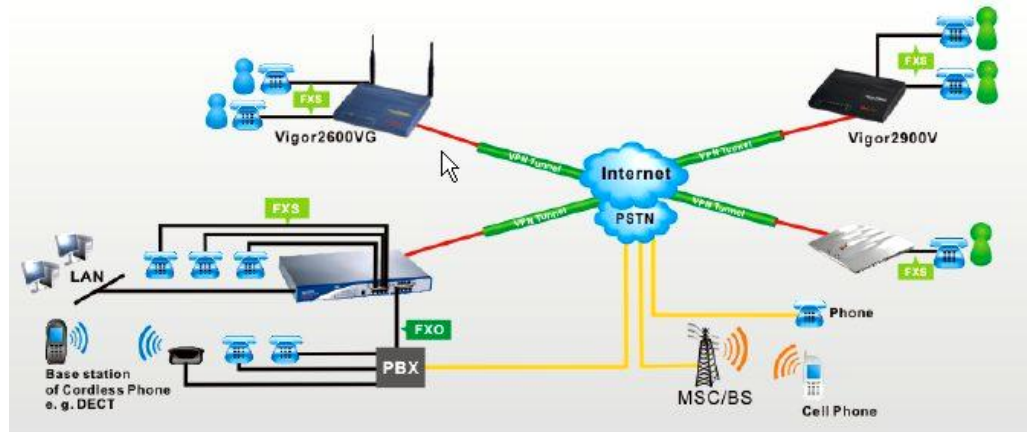 FXS
FXS
Vigor2600VG
Vigor2900V
VPN Tunnel
VPN Tunnel
Internet
PSTN
FXS
VPN Tunnel
VPN Tunnel
LAN
FXS
FXO
Phone
PBX
Base station
of Cordless Phone
e. g. DECT
MSC/BS
Cell Phone